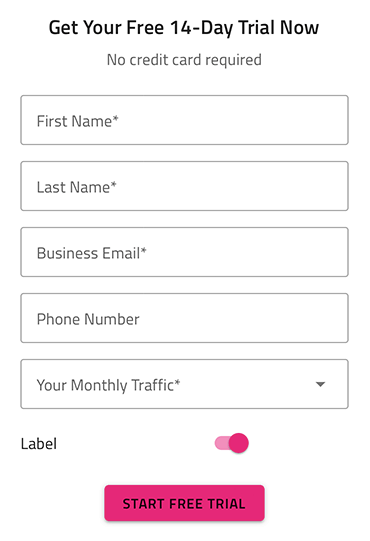 Get Your Free 14-Day Trial Now
No credit card required
First Name*
Last Name*
Business Email*
Phone Number
Your Monthly Traffic*
Label
START FREE TRIAL